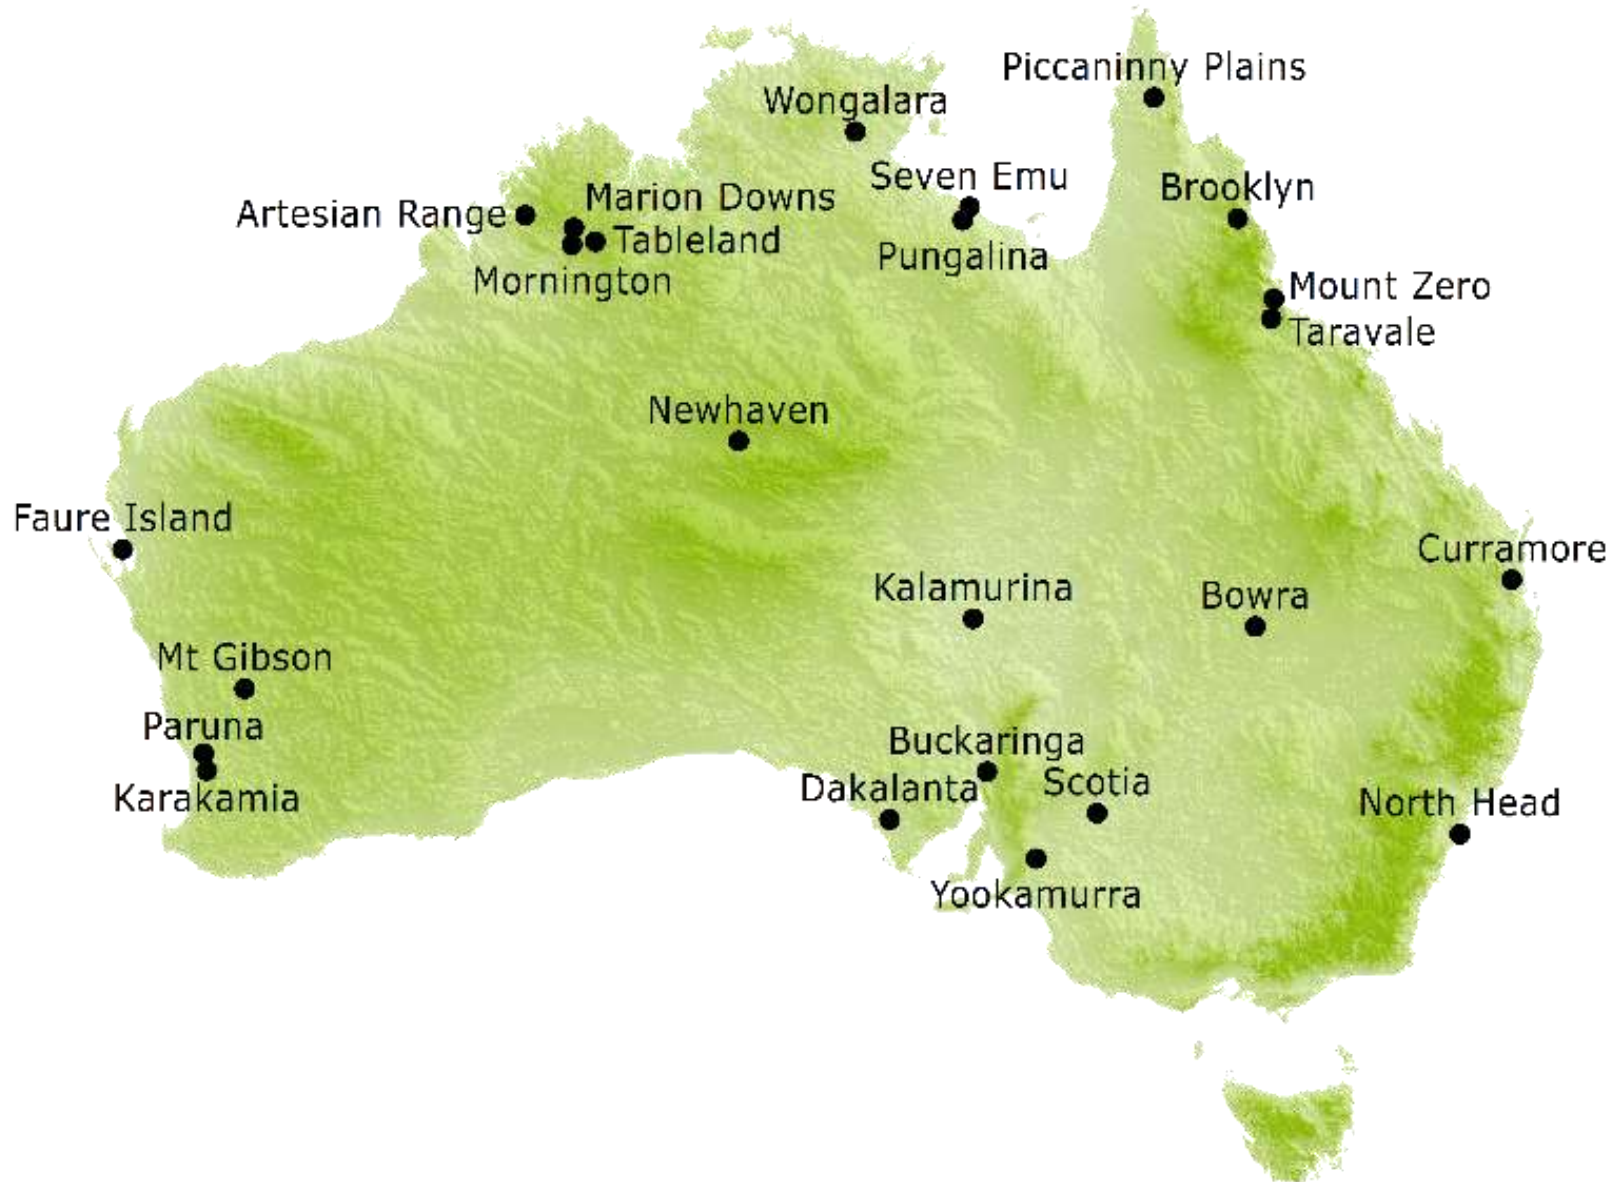 Piccaninny Plains
Wongalara
Seven Emu
Brooklyn
Marion Downs
Artesian Range
Tableland
Pungalina
Mornington
Mount Zero
Taravale
Newhaven
Faure Island
Curramore
Kalamurina
Bowra
Mt Gibson
Paruna
Buckaringa
Scotia
Dakalanta
Karakamia
North Head
Yookamurra